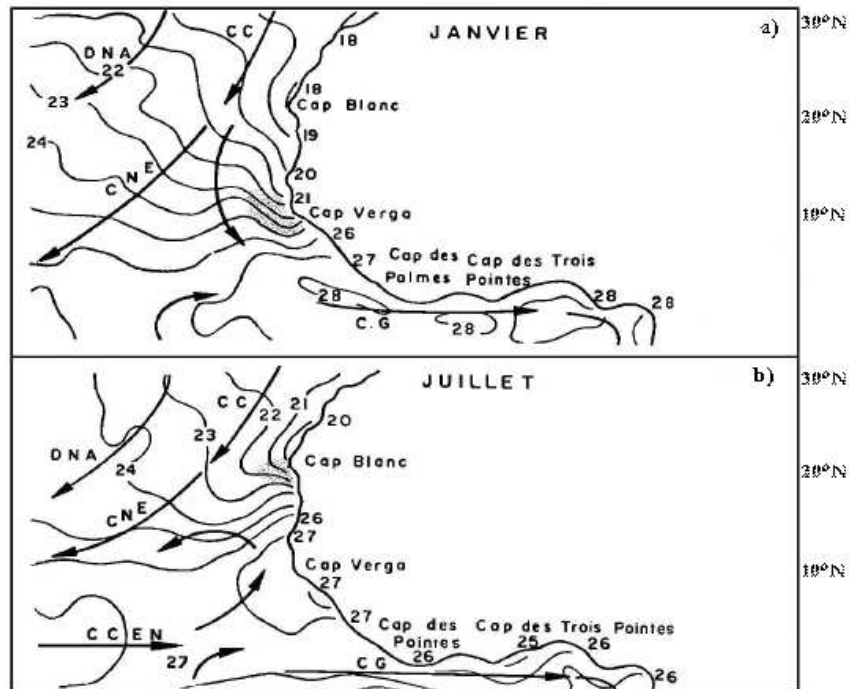 JANVIER
a)
30°N
CC
18
DNA
22
23
18
Cap Blanc
20°N
19
24
20
CNE
21
Cap Verga
10°N
26
27
Cap des Cap des Trois
Palmes Pointes
28
28
28
C.G
28
b)
30°N
JUILLET
CC
21
22
20
23
DNA
24
Cap Blanc
20°N
CNE
26
27
Cap Verga
10°N
27
27
Cap des Cap des Trois Pointes
Pointes
25
26
26
CCEN
27
CG
26